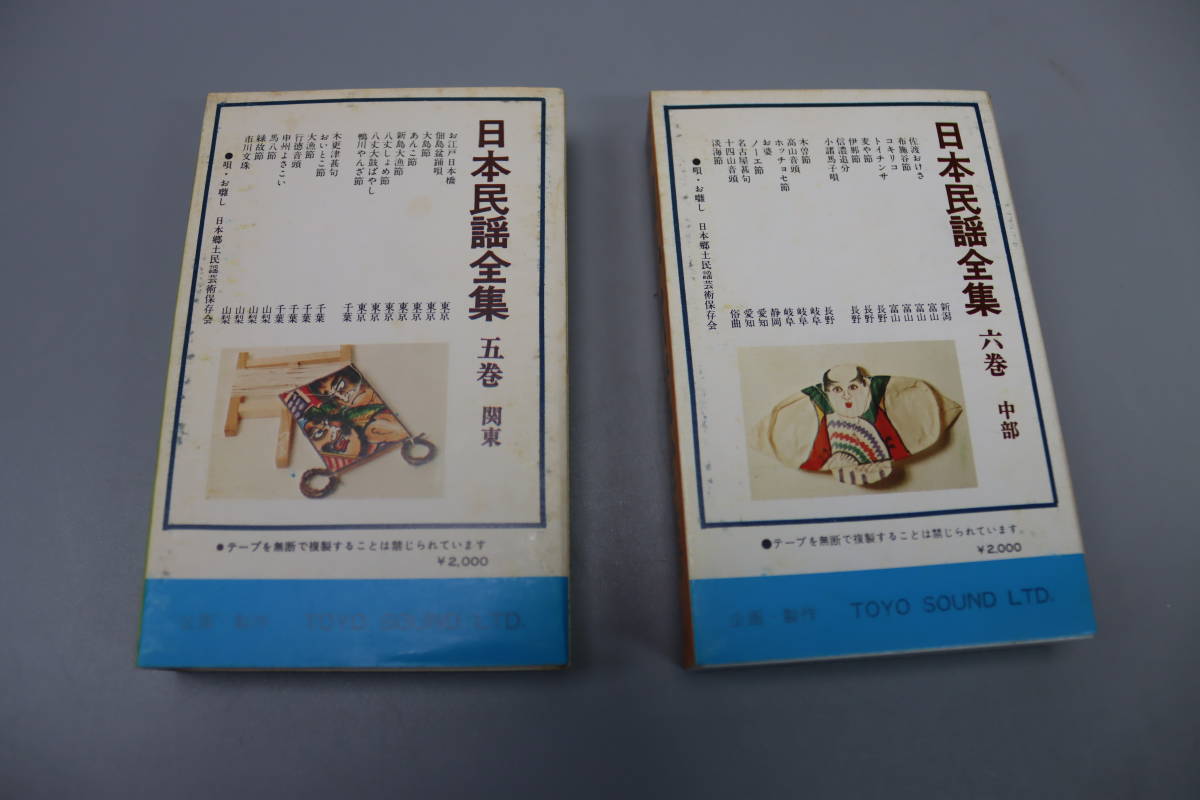 日本民謡全集 五巻 関東
お江戸日本橋 東京
佃島盆踊唄 東京
大島節 東京
あんこ節 東京
新島大漁節 東京
八丈しょめ節 東京
八丈大鼓ばやし 東京
鴨川やんざ節 千葉
木更津甚句 千葉
おいとこ節 千葉
大漁節 千葉
行徳音頭 千葉
甲州よさこい 山梨
馬八節 山梨
縁故節 山梨
市川文珠 山梨
●唄・お囃し 日本郷土民謡芸術保存会
●テープを無断で複製することは禁じられています
¥2,000
企画・製作 TOYO SOUND LTD.
日本民謡全集 六巻 中部
佐渡おけさ 新潟
布施谷節 富山
コキリコ 富山
トイチンサ 富山
麦や節 富山
伊那節 長野
信濃追分 長野
小諸馬子唄 長野
木曽節 長野
高山音頭 岐阜
ホッチョセ節 岐阜
お婆 岐阜
ノーエ節 静岡
名古屋甚句 愛知
十四山音頭 愛知
淡海節 俗曲
●唄・お囃し 日本郷土民謡芸術保存会
●テープを無断で複製することは禁じられています。
¥2,000
企画・製作 TOYO SOUND LTD.